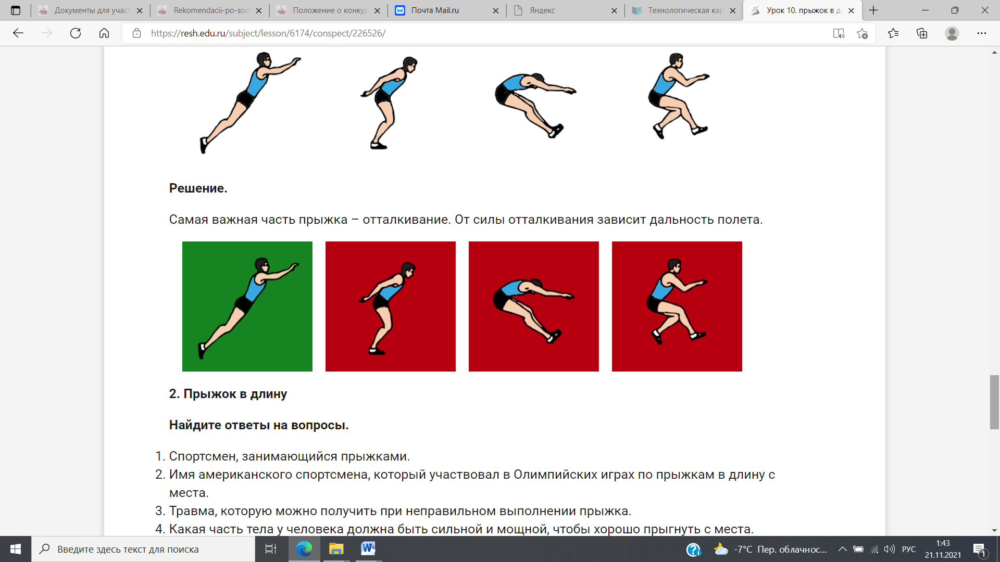 Документы для участ
Rekomendacii-po-sod
Положение о конкур
Почта Mail.ru
Яндекс
Технологическая кар
Урок 10. прыжок в д
https://resh.edu.ru/subject/lesson/6174/conspect/226526/
Решение.
Самая важная часть прыжка – отталкивание. От силы отталкивания зависит дальность полета.
2. Прыжок в длину
Найдите ответы на вопросы.
1. Спортсмен, занимающийся прыжками.
2. Имя американского спортсмена, который участвовал в Олимпийских играх по прыжкам в длину с
места.
3. Травма, которую можно получить при неправильном выполнении прыжка.
4. Какая часть тела у человека должна быть сильной и мощной, чтобы хорошо прыгнуть с места.
Введите здесь текст для поиска
-7°C Пер. облачнос...
РУС
1:43
21.11.2021
1